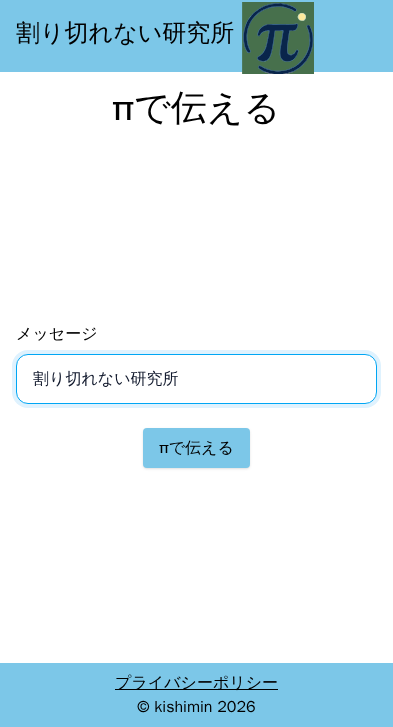 割り切れない研究所
π
πで伝える
メッセージ
割り切れない研究所
πで伝える
プライバシーポリシー
© kishimin 2026